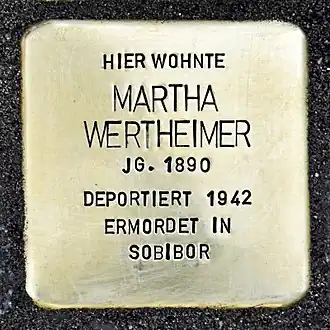 HIER WOHNTE
MARTHA
WERTHEIMER
JG. 1890
DEPORTIERT 1942
ERMORDET IN
SOBIBOR